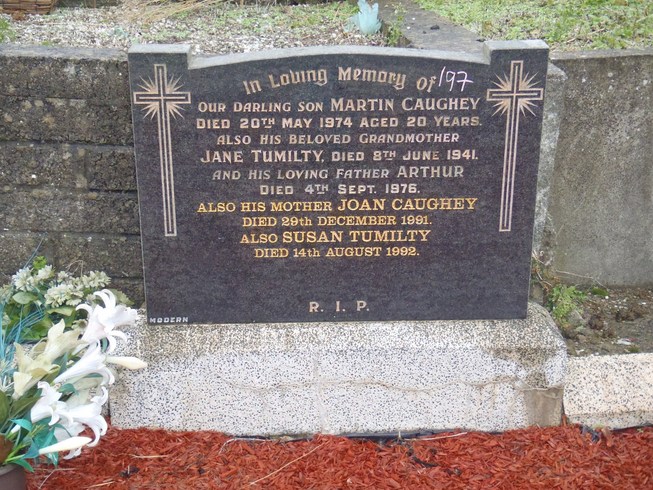 In Loving Memory Of 197
OUR DARLING SON MARTIN CAUGHEY
DIED 20TH MAY 1974 AGED 20 YEARS.
ALSO HIS BELOVED GRANDMOTHER
JANE TUMILTY, DIED 8TH JUNE 1941.
AND HIS LOVING FATHER ARTHUR
DIED 4TH SEPT. 1976.
ALSO HIS MOTHER JOAN CAUGHEY
DIED 29th DECEMBER 1991.
ALSO SUSAN TUMILTY
DIED 14th AUGUST 1992.
R. I. P.
MODERN